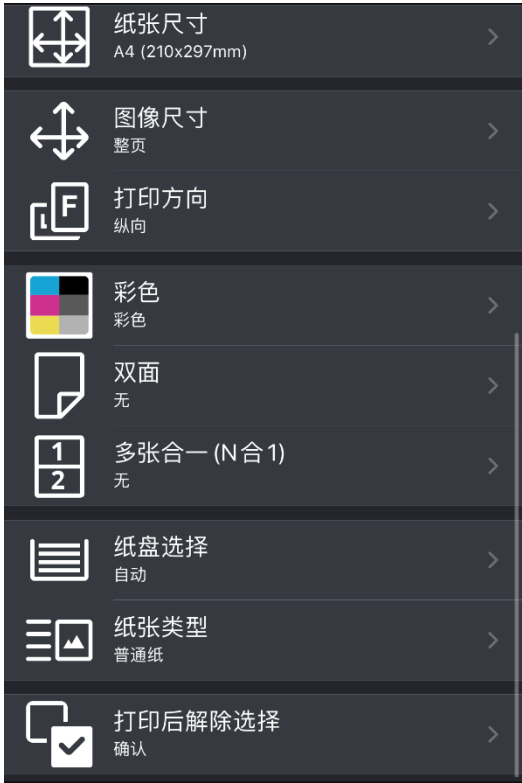 纸张尺寸
A4 (210x297mm)
图像尺寸
整页
F
打印方向
纵向
彩色
彩色
双面
无
1
2
多张合一 (N合1)
无
纸盘选择
自动
纸张类型
普通纸
打印后解除选择
确认